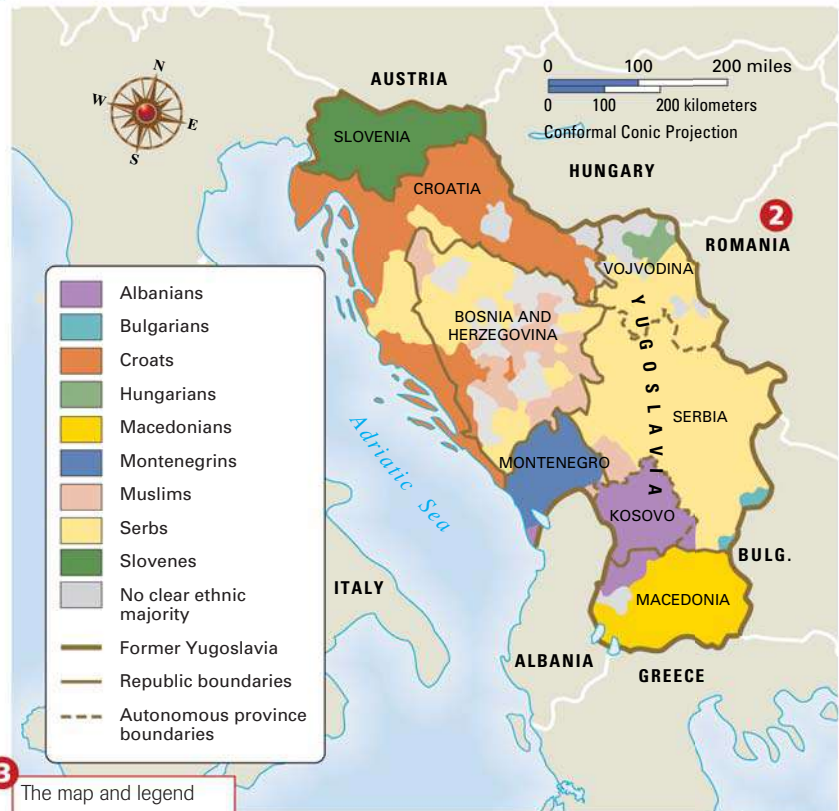 N
W
E
S
AUSTRIA
0 100 200 miles
0 100 200 kilometers
Conformal Conic Projection
SLOVENIA
HUNGARY
CROATIA
2
ROMANIA
VOJVODINA
BOSNIA AND
HERZEGOVINA
YUGOSLAVIA
SERBIA
Adriatic Sea
MONTENEGRO
KOSOVO
BULG.
ITALY
MACEDONIA
ALBANIA
GREECE
Albanians
Bulgarians
Croats
Hungarians
Macedonians
Montenegrins
Muslims
Serbs
Slovenes
No clear ethnic
majority
Former Yugoslavia
Republic boundaries
Autonomous province
boundaries
3
The map and legend